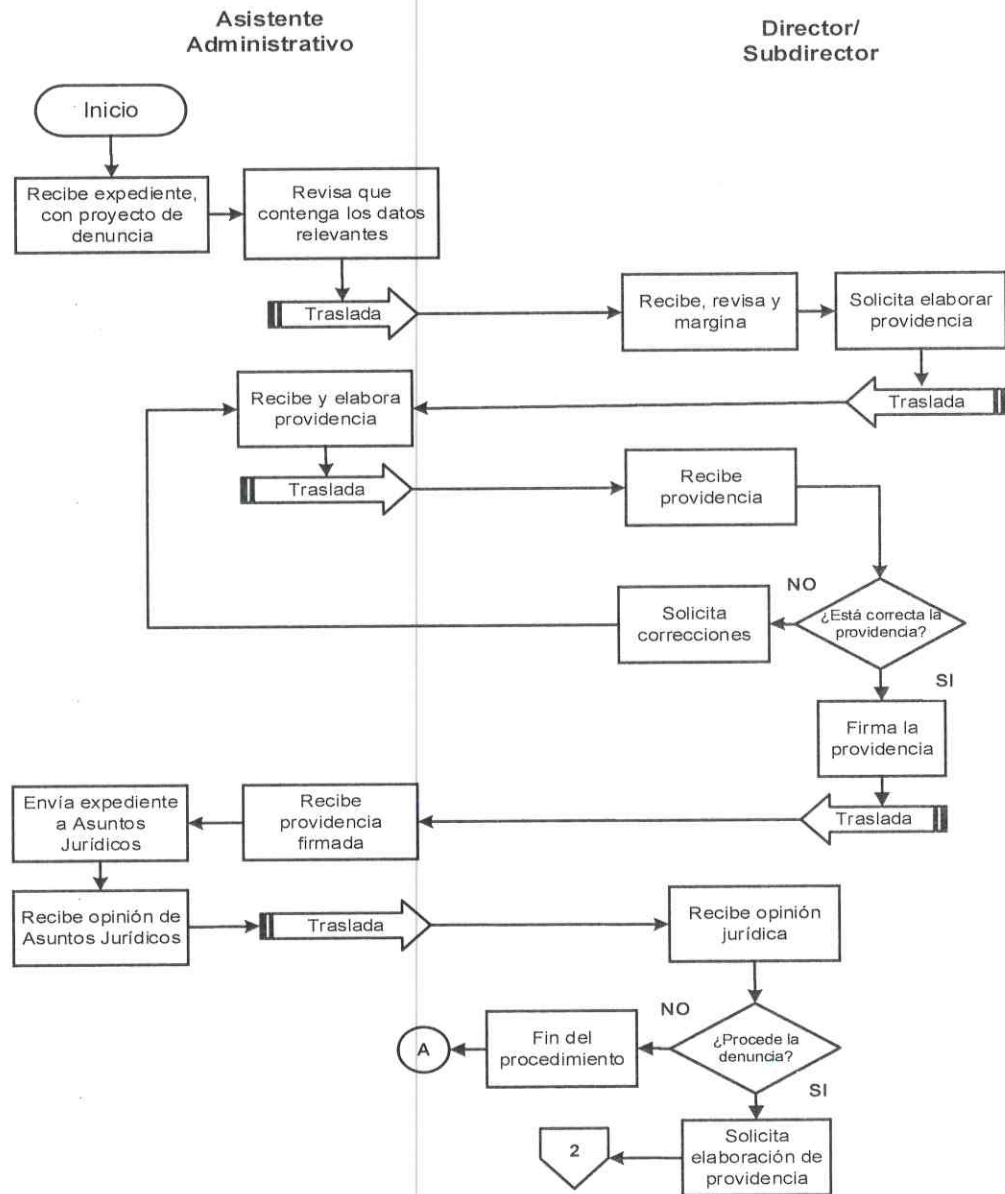 Asistente
Administrativo
Director/
Subdirector
Inicio
Recibe expediente,
con proyecto de
denuncia
Revisa que
contenga los datos
relevantes
Traslada
Recibe, revisa y
margina
Solicita elaborar
providencia
Traslada
Recibe y elabora
providencia
Traslada
Recibe
providencia
¿Está correcta la
providencia?
NO
Solicita
correcciones
SI
Firma la
providencia
Traslada
Recibe
providencia
firmada
Envía expediente
a Asuntos
Jurídicos
Recibe opinión de
Asuntos Jurídicos
Traslada
Recibe opinión
jurídica
¿Procede la
denuncia?
NO
Fin del
procedimiento
A
SI
Solicita
elaboración de
providencia
2